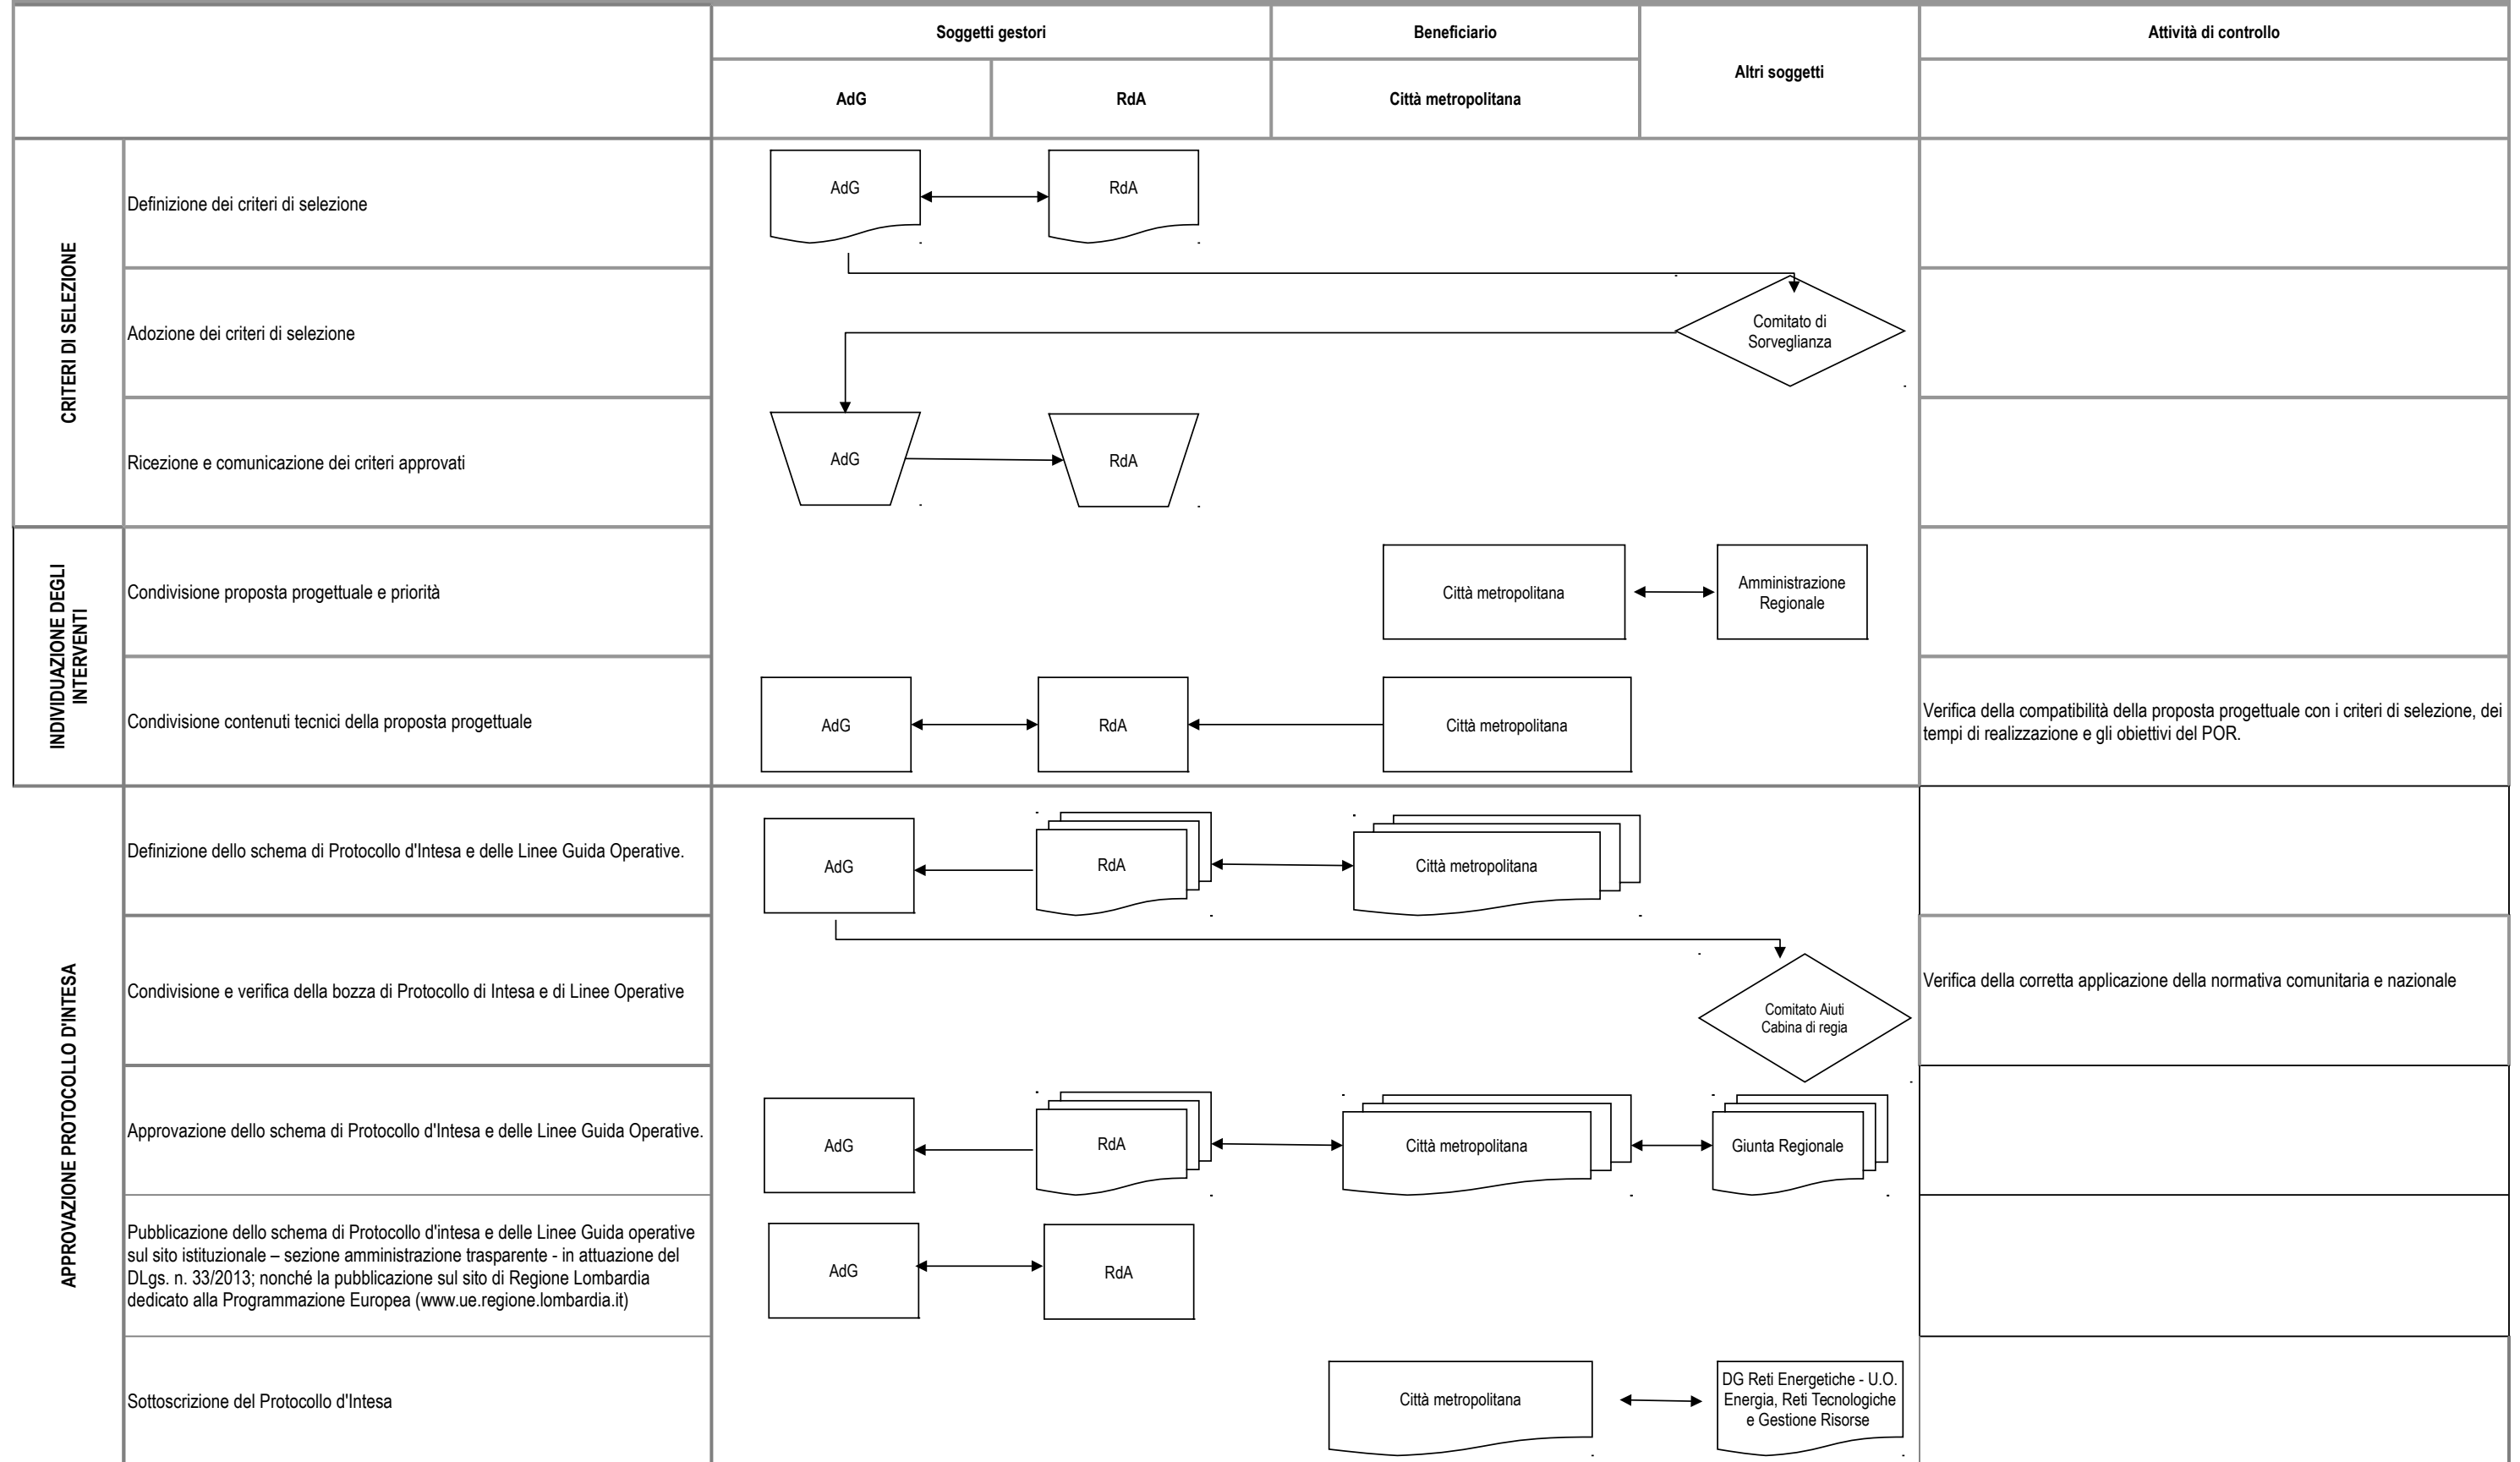 Soggetti gestori
Beneficiario
Altri soggetti
Attività di controllo
AdG
RdA
Città metropolitana
CRITERI DI SELEZIONE
Definizione dei criteri di selezione
AdG
RdA
Adozione dei criteri di selezione
Comitato di
Sorveglianza
Ricezione e comunicazione dei criteri approvati
AdG
RdA
INDIVIDUAZIONE DEGLI
INTERVENTI
Condivisione proposta progettuale e priorità
Città metropolitana
Amministrazione
Regionale
Condivisione contenuti tecnici della proposta progettuale
AdG
RdA
Città metropolitana
Verifica della compatibilità della proposta progettuale con i criteri di selezione, dei
tempi di realizzazione e gli obiettivi del POR.
APPROVAZIONE PROTOCOLLO D'INTESA
Definizione dello schema di Protocollo d'Intesa e delle Linee Guida Operative.
AdG
RdA
Città metropolitana
Condivisione e verifica della bozza di Protocollo di Intesa e di Linee Operative
Comitato Aiuti
Cabina di regia
Verifica della corretta applicazione della normativa comunitaria e nazionale
Approvazione dello schema di Protocollo d'Intesa e delle Linee Guida Operative.
AdG
RdA
Città metropolitana
Giunta Regionale
Pubblicazione dello schema di Protocollo d'intesa e delle Linee Guida operative
sul sito istituzionale – sezione amministrazione trasparente - in attuazione del
DLgs. n. 33/2013; nonché la pubblicazione sul sito di Regione Lombardia
dedicato alla Programmazione Europea (www.ue.regione.lombardia.it)
AdG
RdA
Sottoscrizione del Protocollo d'Intesa
Città metropolitana
DG Reti Energetiche - U.O.
Energia, Reti Tecnologiche
e Gestione Risorse